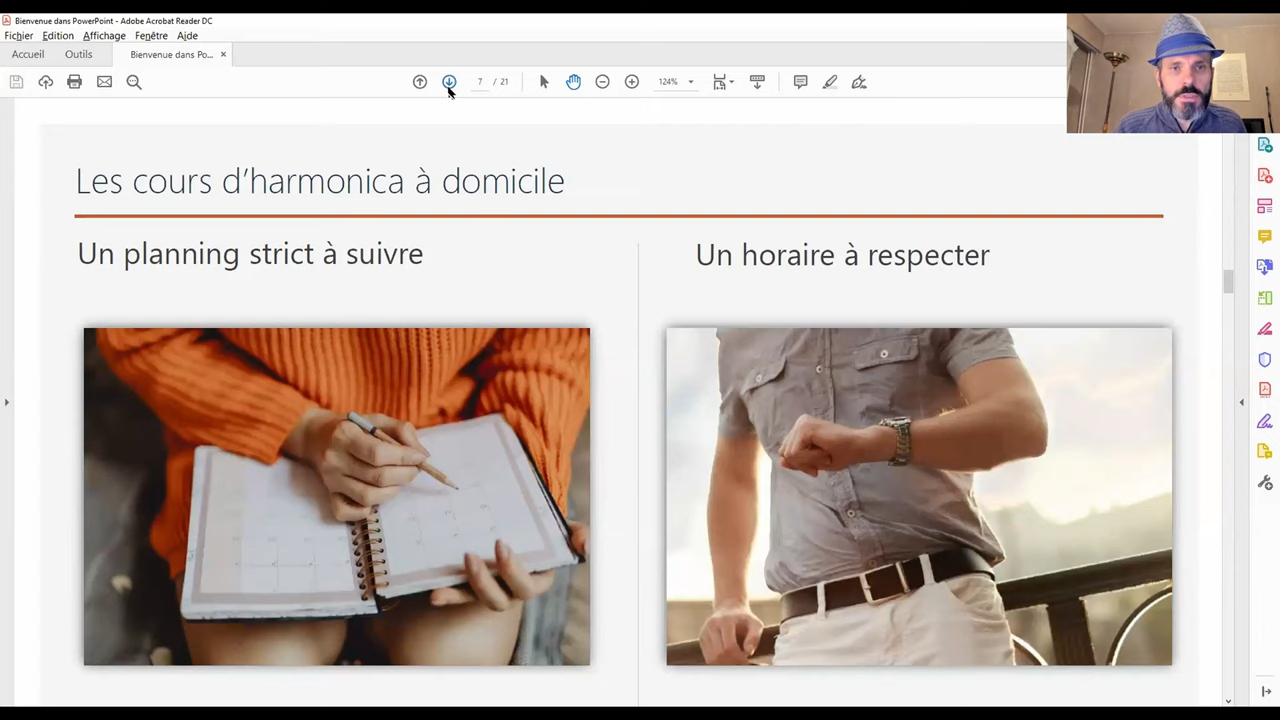 Bienvenue dans PowerPoint - Adobe Acrobat Reader DC
Fichier Edition Affichage Fenêtre Aide
Accueil Outils Bienvenue dans Po... ×
7 / 21 124%
Les cours d’harmonica à domicile
Un planning strict à suivre
Un horaire à respecter